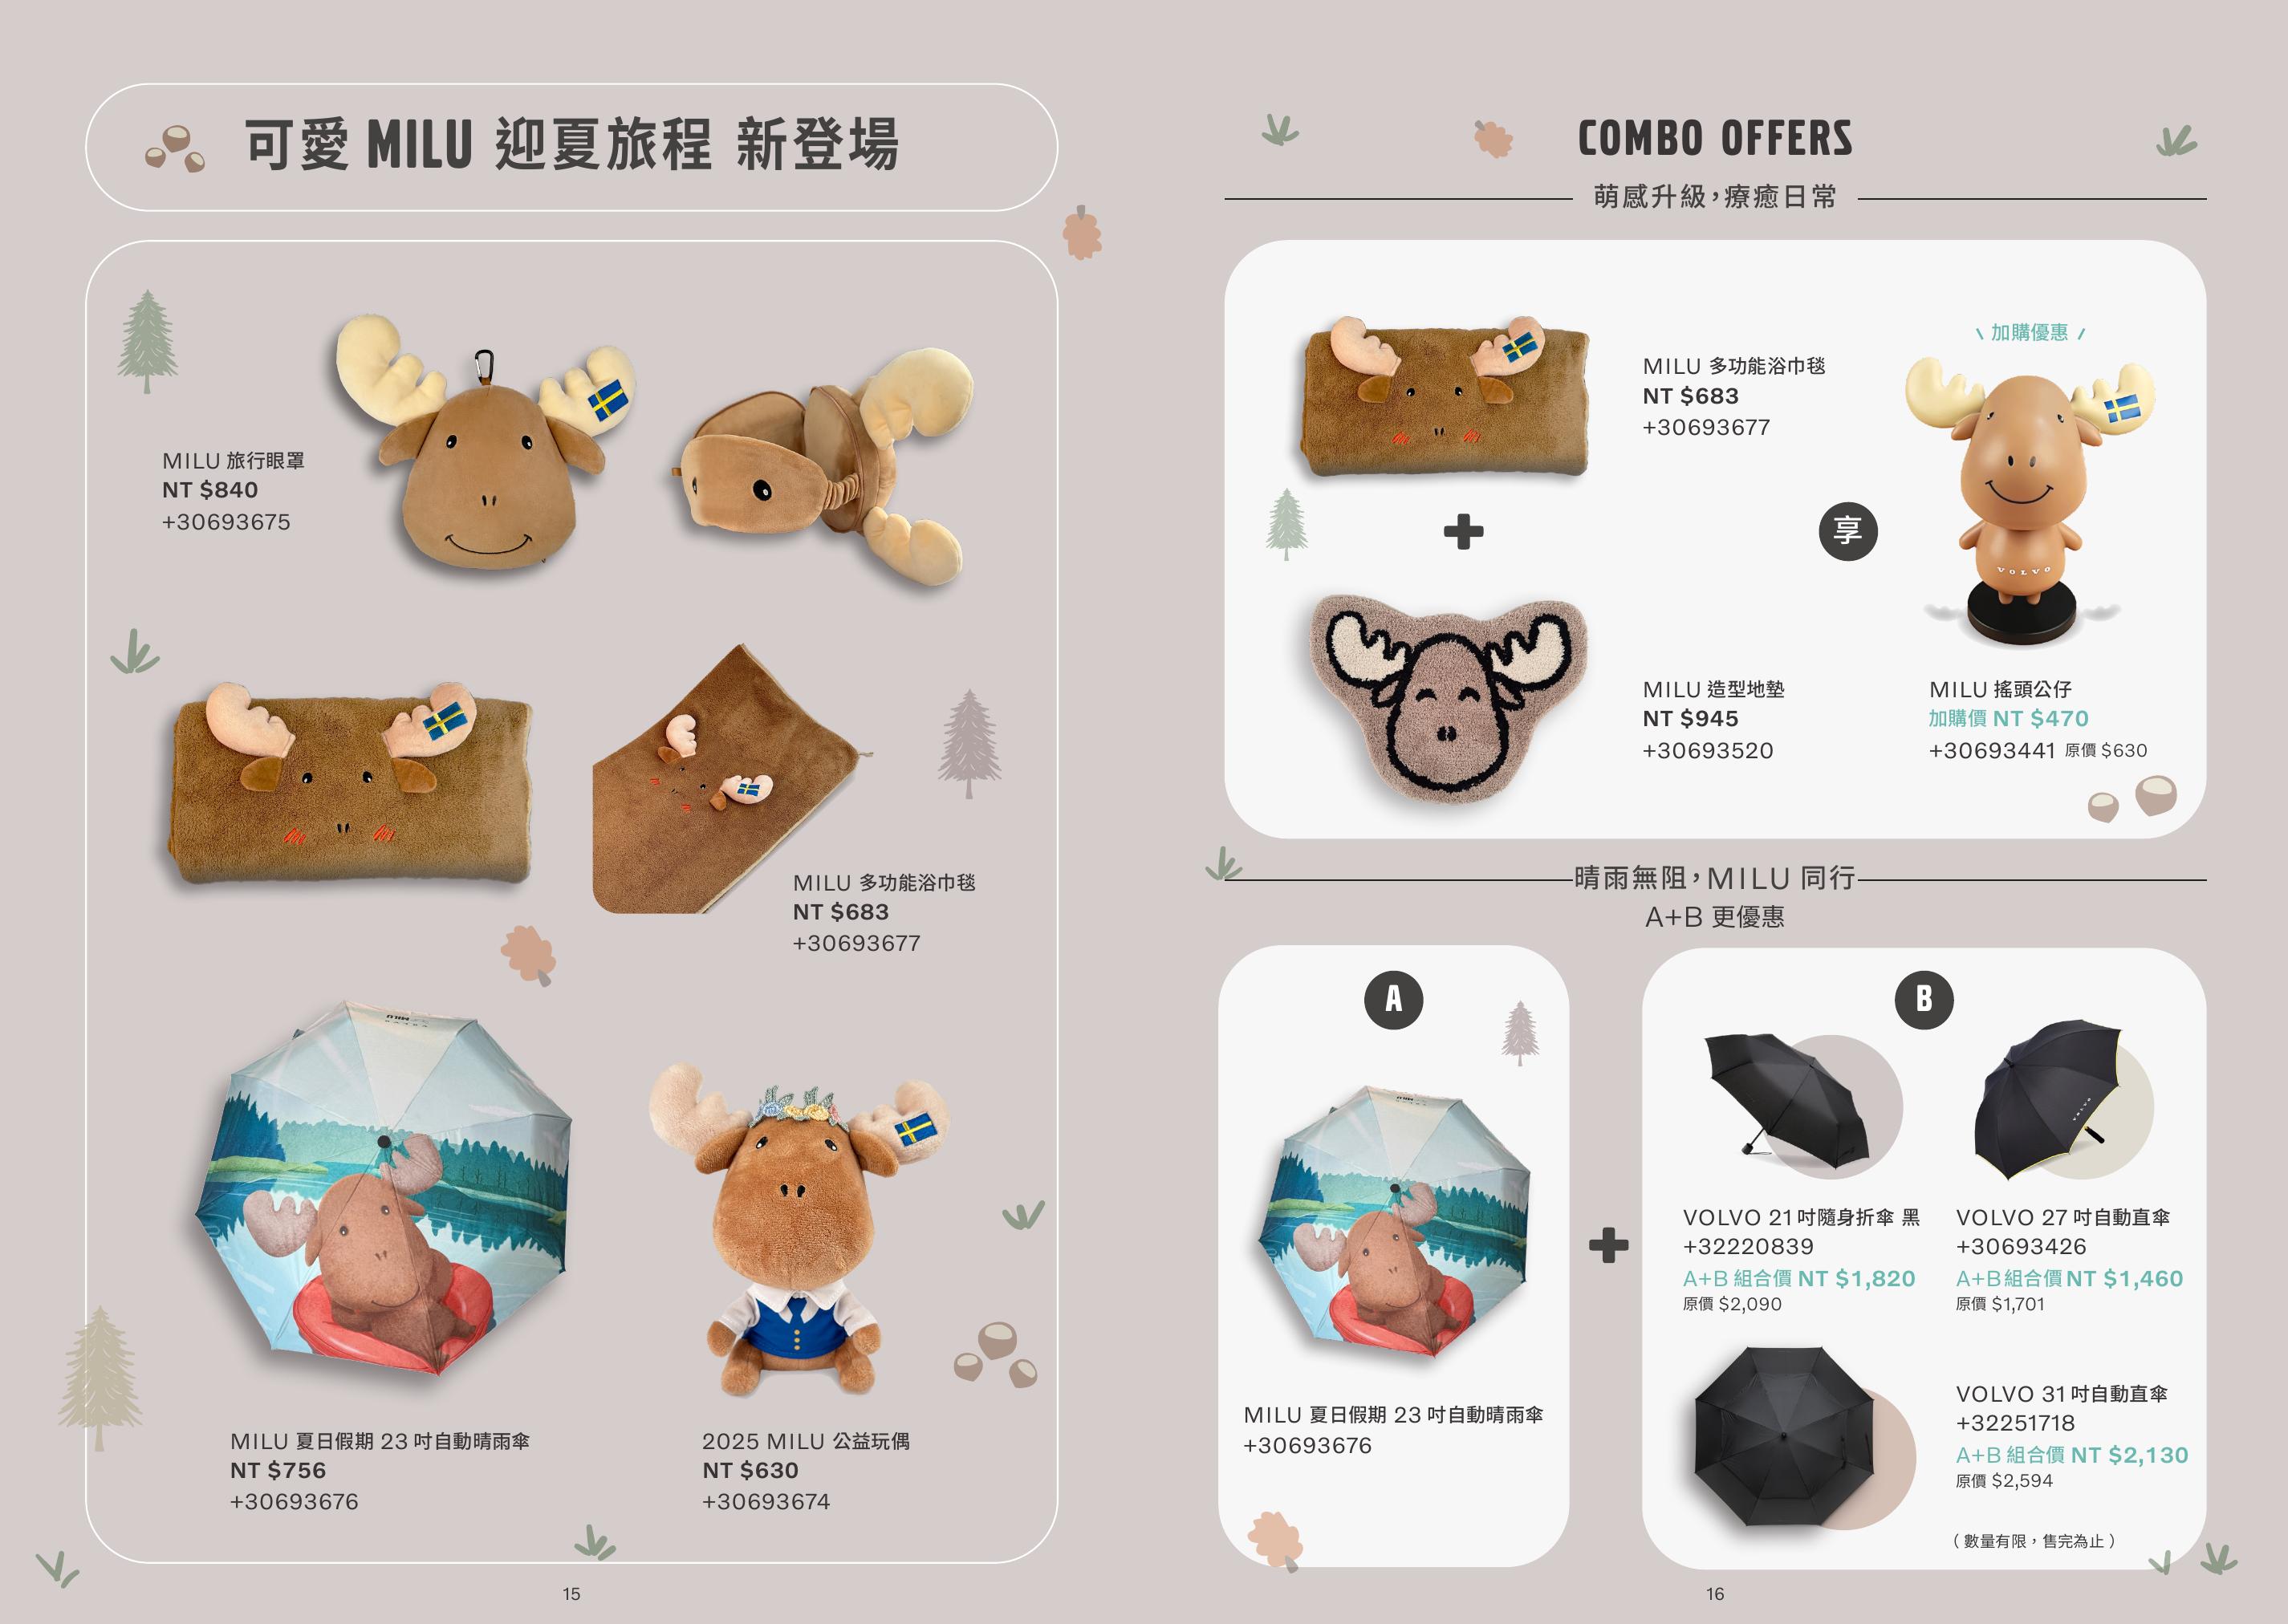 可愛 MILU 迎夏旅程 新登場
MILU 旅行眼罩
NT $840
+30693675
MILU 多功能浴巾毯
NT $683
+30693677
MILU 夏日假期 23 吋自動晴雨傘
NT $756
+30693676
2025 MILU 公益玩偶
NT $630
+30693674
15
COMBO OFFERS
萌感升級，療癒日常
MILU 多功能浴巾毯
NT $683
+30693677
加購優惠
享
VOLVO
MILU 造型地墊
NT $945
+30693520
MILU 搖頭公仔
加購價 NT $470
+30693441 原價 $630
晴雨無阻，MILU 同行
A+B 更優惠
A
MILU 夏日假期 23 吋自動晴雨傘
+30693676
B
VOLVO
VOLVO 21 吋隨身折傘 黑
+32220839
A+B 組合價 NT $1,820
原價 $2,090
VOLVO 27 吋自動直傘
+30693426
A+B 組合價 NT $1,460
原價 $1,701
VOLVO 31 吋自動直傘
+32251718
A+B 組合價 NT $2,130
原價 $2,594
（數量有限，售完為止）
16